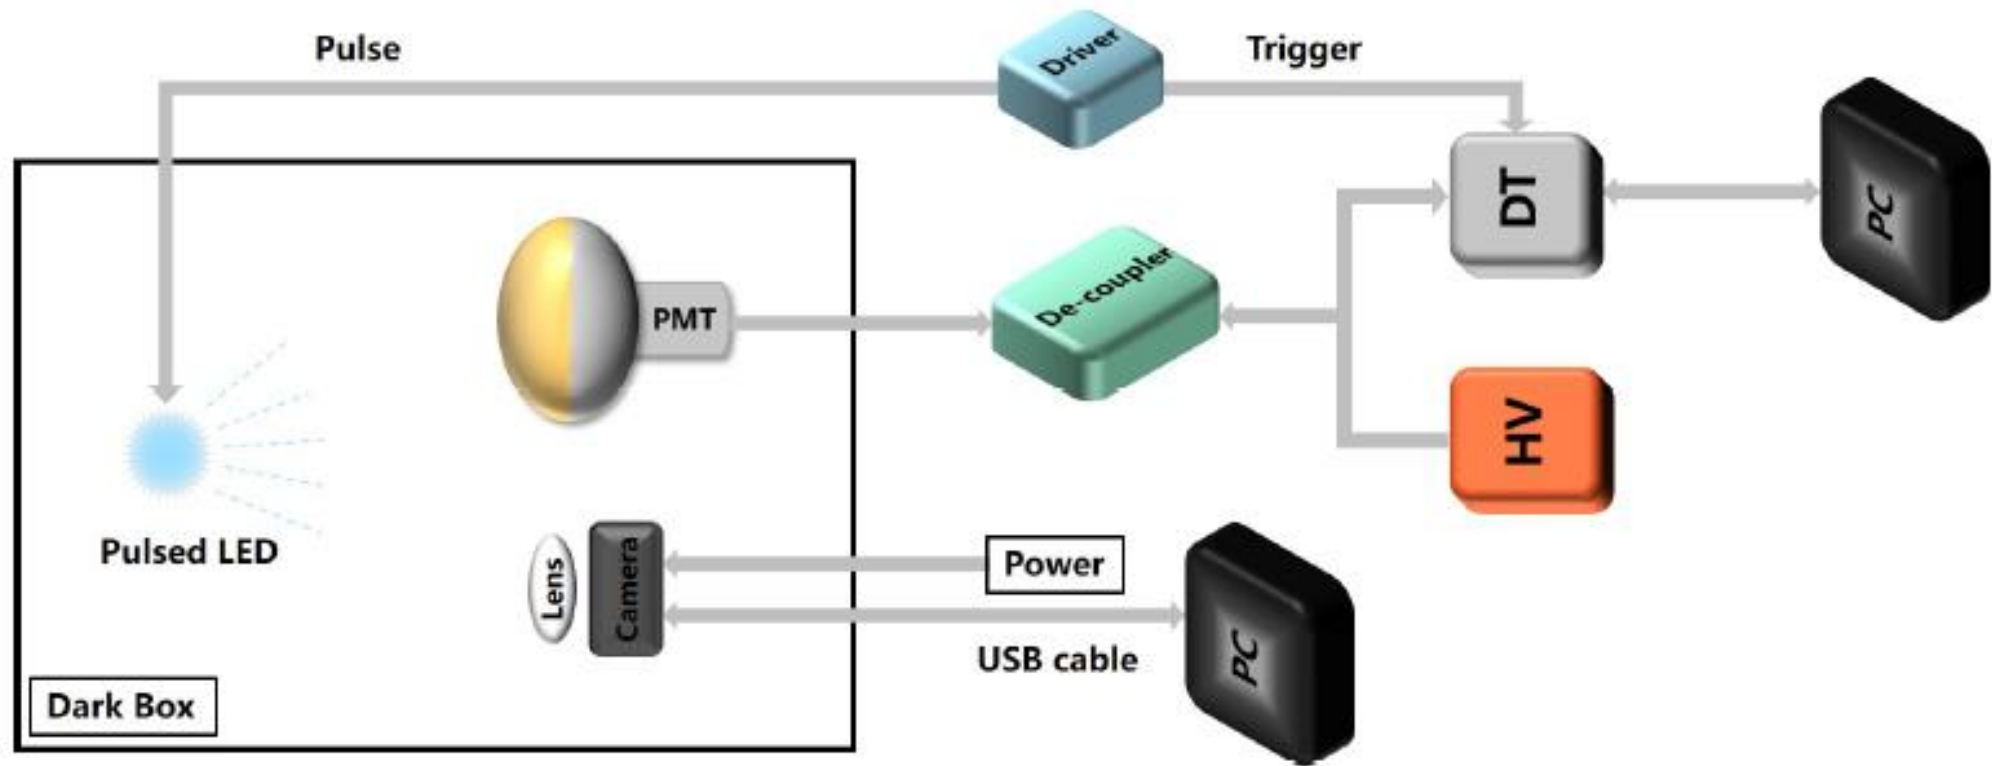 Pulse
Driver
Trigger
DT
PC
PMT
De-coupler
HV
Pulsed LED
Lens
Camera
Power
USB cable
PC
Dark Box